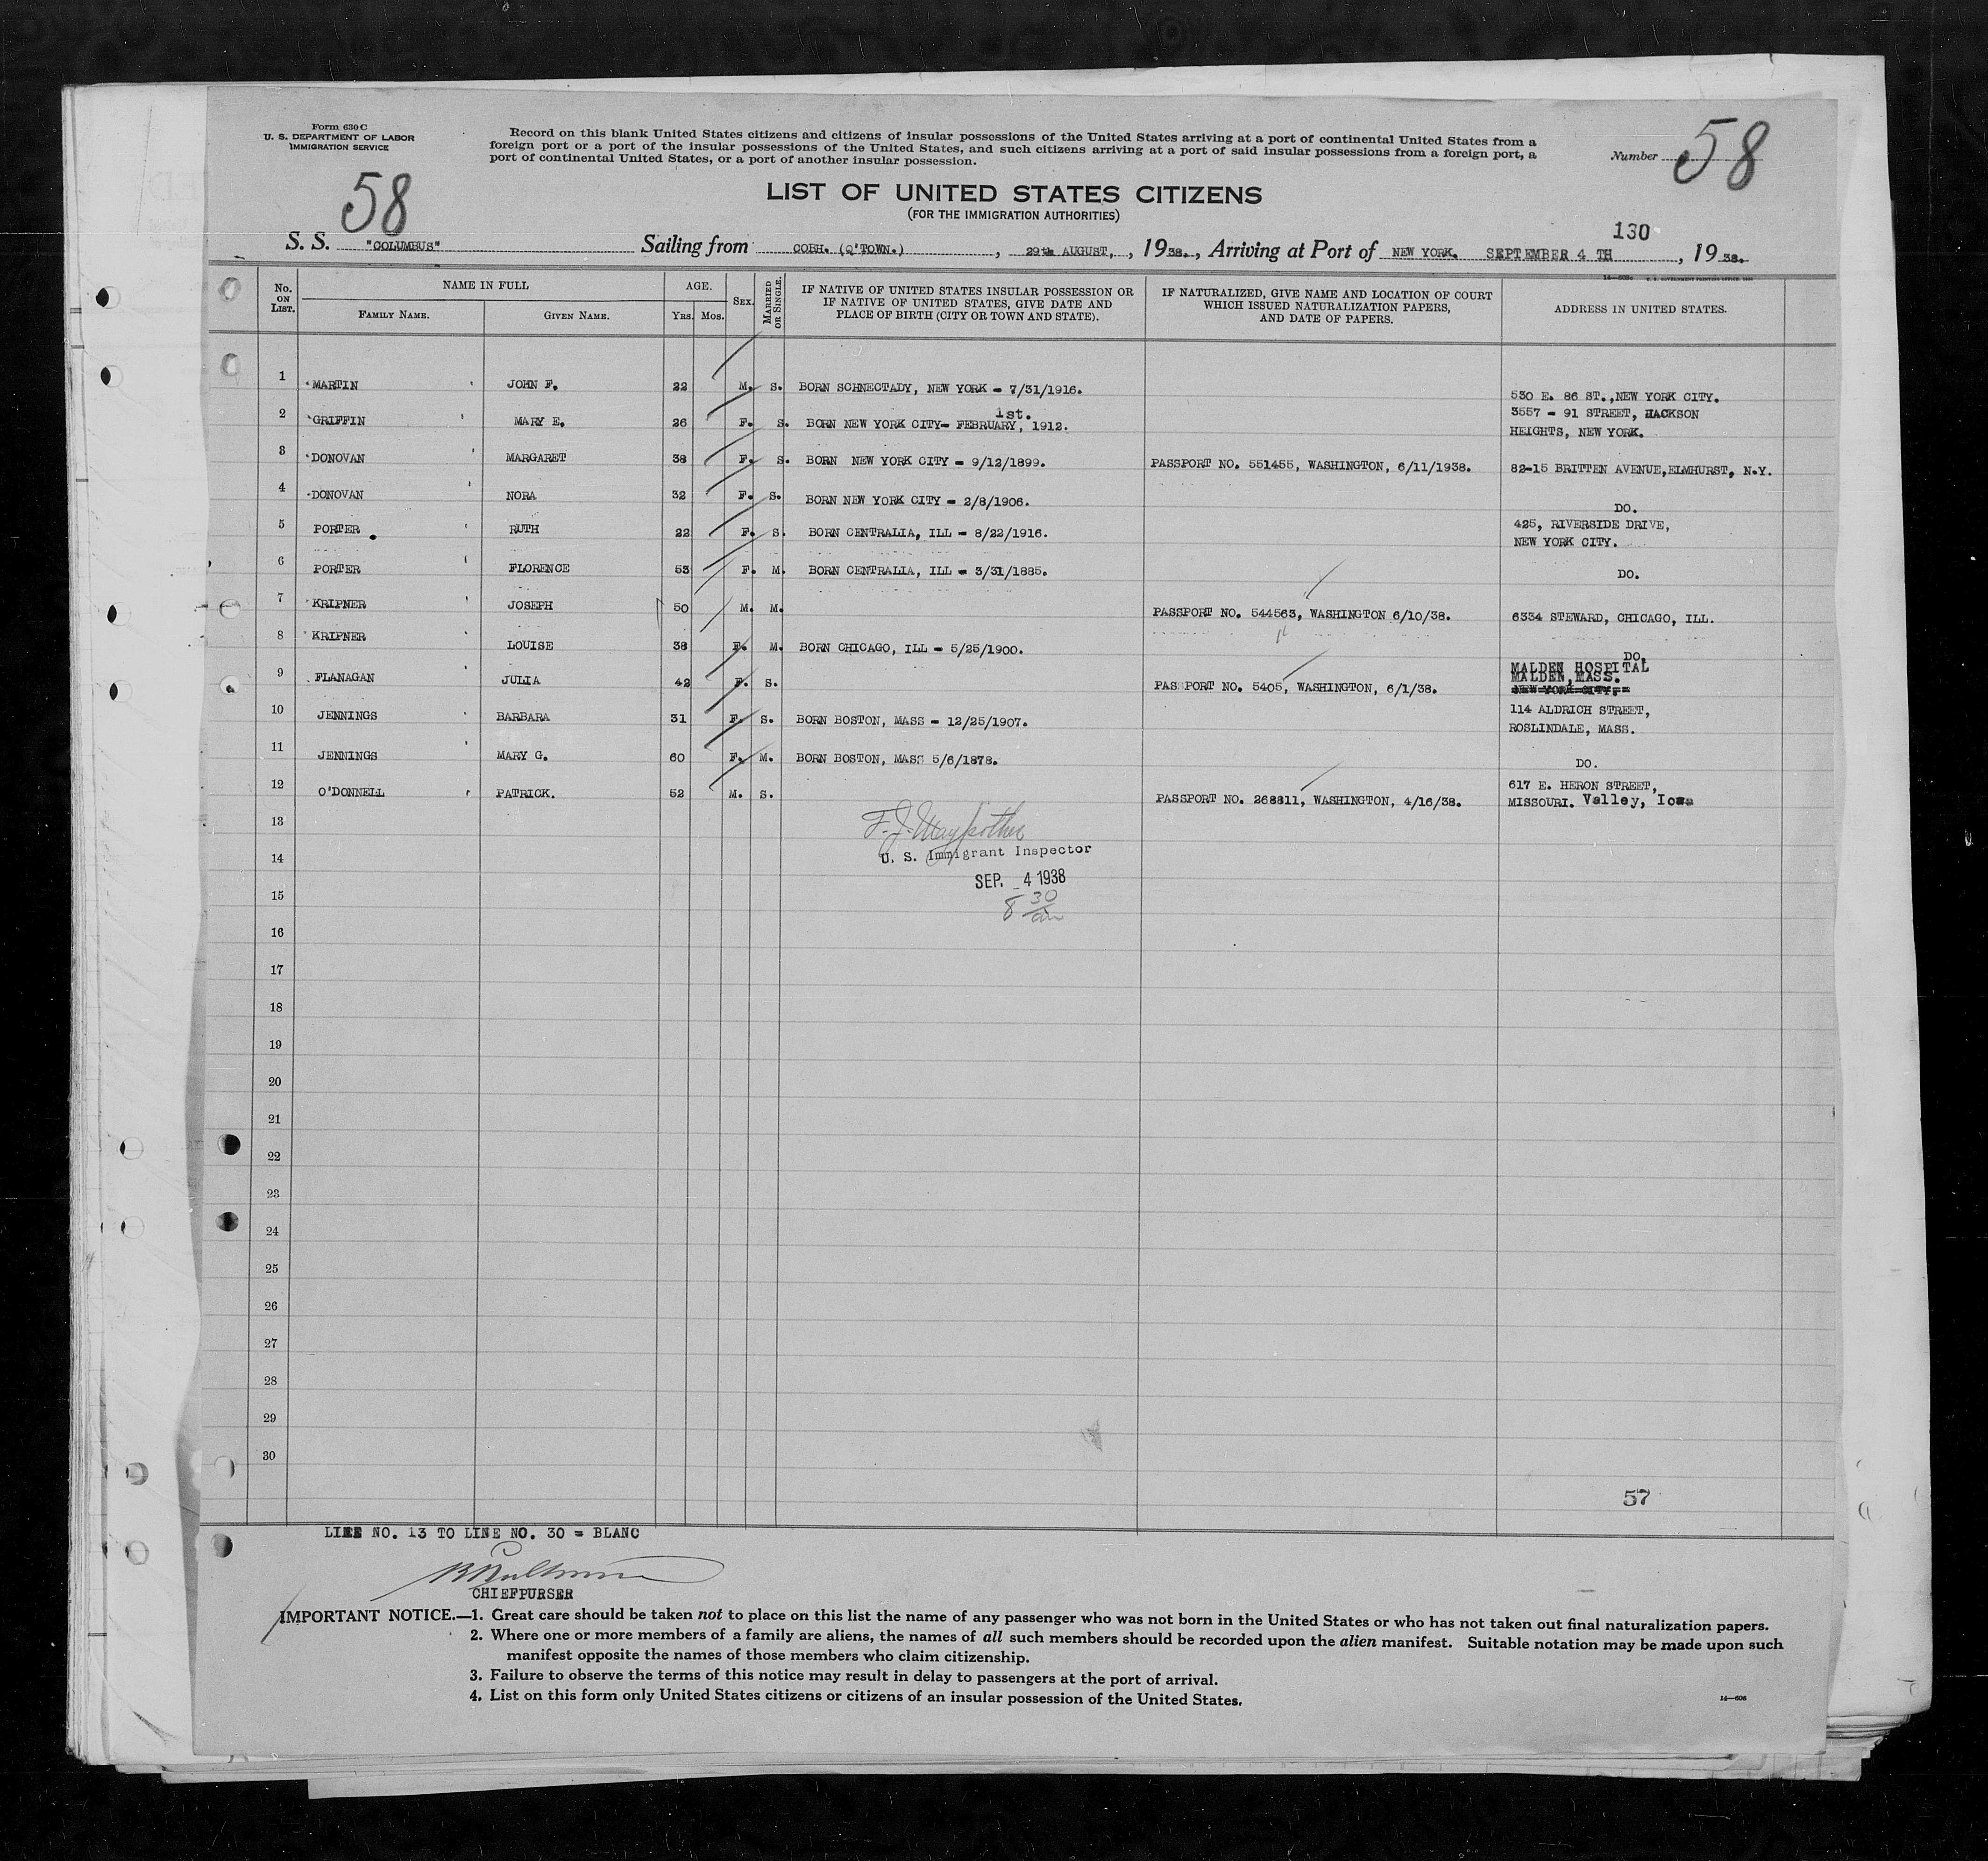 Form 630 C
U. S. DEPARTMENT OF LABOR
IMMIGRATION SERVICE
Record on this blank United States citizens and citizens of insular possessions of the United States arriving at a port of continental United States from a
foreign port or a port of the insular possessions of the United States, and such citizens arriving at a port of said insular possessions from a foreign port, a
port of continental United States, or a port of another insular possession.
Number 58
58
LIST OF UNITED STATES CITIZENS
(FOR THE IMMIGRATION AUTHORITIES)
130
S. S. "COLUMBUS" Sailing from COBH. (Q'TOWN.), 29th AUGUST, , 19 38., Arriving at Port of NEW YORK. SEPTEMBER 4 TH, 19 38.
No. ON LIST. NAME IN FULL FAMILY NAME. GIVEN NAME. AGE. YRS. MOS. SEX. MARRIED OR SINGLE.
IF NATIVE OF UNITED STATES INSULAR POSSESSION OR
IF NATIVE OF UNITED STATES, GIVE DATE AND
PLACE OF BIRTH (CITY OR TOWN AND STATE).
IF NATURALIZED, GIVE NAME AND LOCATION OF COURT
WHICH ISSUED NATURALIZATION PAPERS,
AND DATE OF PAPERS.
ADDRESS IN UNITED STATES.
1 MARTIN JOHN F. 22 M. S. BORN SCHNECTADY, NEW YORK - 7/31/1916. 530 E. 86 ST.,NEW YORK CITY.
2 GRIFFIN MARY E. 26 F. S. BORN NEW YORK CITY- FEBRUARY, 1st. 1912. 3557 - 91 STREET, HACKSON
HEIGHTS, NEW YORK.
3 DONOVAN MARGARET 38 F. S. BORN NEW YORK CITY - 9/12/1899. PASSPORT NO. 551455, WASHINGTON, 6/11/1938. 82-15 BRITTEN AVENUE,ELMHURST, N.Y.
4 DONOVAN NORA 32 F. S. BORN NEW YORK CITY - 2/8/1906. DO.
5 PORTER RUTH 22 F. S. BORN CENTRALIA, ILL - 8/22/1916. 425, RIVERSIDE DRIVE,
NEW YORK CITY.
6 PORTER FLORENCE 53 F. M. BORN CENTRALIA, ILL - 3/31/1885. DO.
7 KRIPNER JOSEPH 50 M. M. PASSPORT NO. 544563, WASHINGTON 6/10/38. 6334 STEWARD, CHICAGO, ILL.
8 KRIPNER LOUISE 38 F. M. BORN CHICAGO, ILL - 5/25/1900. DO.
9 FLANAGAN JULIA 42 F. S. PASSPORT NO. 5405, WASHINGTON, 6/1/38. MALDEN HOSPITAL
MALDEN, MASS.
NEW YORK CITY.
10 JENNINGS BARBARA 31 F. S. BORN BOSTON, MASS - 12/25/1907. 114 ALDRICH STREET,
ROSLINDALE, MASS.
11 JENNINGS MARY G. 60 F. M. BORN BOSTON, MASS 5/6/1878. DO.
12 O'DONNELL PATRICK. 52 M. S. PASSPORT NO. 268811, WASHINGTON, 4/16/38. 617 E. HERON STREET,
MISSOURI. Valley, Iowa
13
14 U. S. Immigrant Inspector
SEP. 4 1938
15 8 30 am
16
17
18
19
20
21
22
23
24
25
26
27
28
29
30
57
LINE NO. 13 TO LINE NO. 30 = BLANC
CHIEFPURSER
IMPORTANT NOTICE.—1. Great care should be taken not to place on this list the name of any passenger who was not born in the United States or who has not taken out final naturalization papers.
2. Where one or more members of a family are aliens, the names of all such members should be recorded upon the alien manifest. Suitable notation may be made upon such
manifest opposite the names of those members who claim citizenship.
3. Failure to observe the terms of this notice may result in delay to passengers at the port of arrival.
4. List on this form only United States citizens or citizens of an insular possession of the United States.
14—606